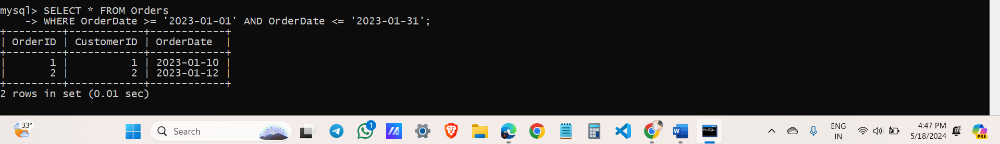 mysql> SELECT * FROM Orders
    -> WHERE OrderDate >= '2023-01-01' AND OrderDate <= '2023-01-31';
+---------+------------+------------+
| OrderID | CustomerID | OrderDate  |
+---------+------------+------------+
|       1 |          1 | 2023-01-10 |
|       2 |          2 | 2023-01-12 |
+---------+------------+------------+
2 rows in set (0.01 sec)
33°
Search
1
MySQL
ENG
IN
4:47 PM
5/18/2024
PRE